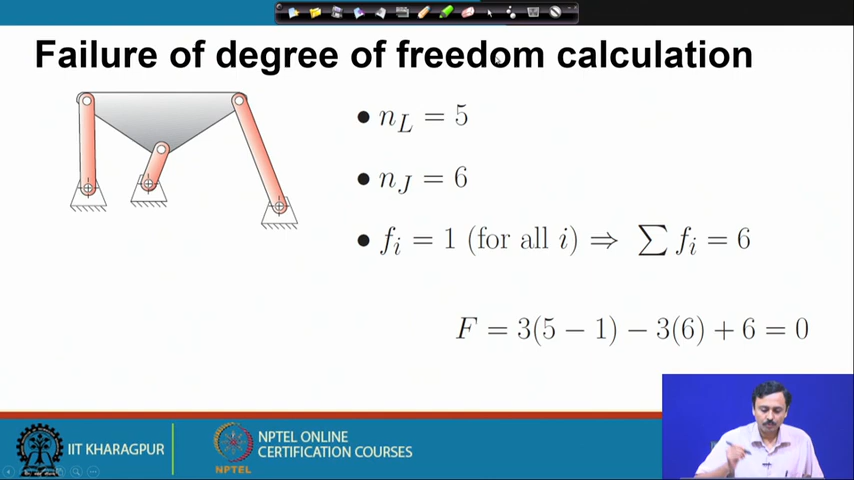 Failure of degree of freedom calculation
● n_L = 5
● n_J = 6
● f_i = 1 (for all i) ⇒ ∑ f_i = 6
F = 3(5 − 1) − 3(6) + 6 = 0
IIT KHARAGPUR
NPTEL
NPTEL ONLINE
CERTIFICATION COURSES